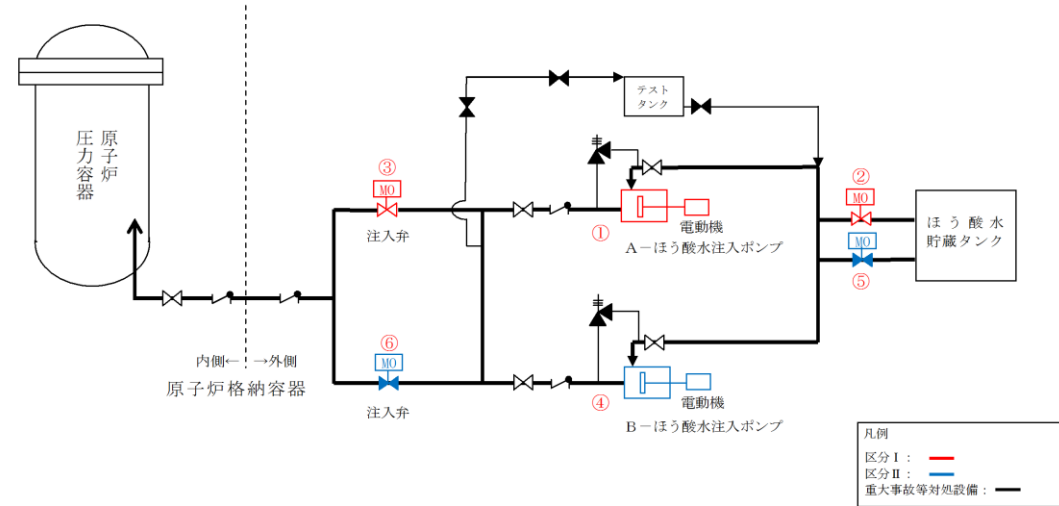 原子炉
圧力容器
テスト
タンク
③
MO
注入弁
①
電動機
A-ほう酸水注入ポンプ
②
MO
MO
⑤
ほう酸水
貯蔵タンク
内側← →外側
原子炉格納容器
⑥
MO
注入弁
④
電動機
B-ほう酸水注入ポンプ
凡例
区分Ⅰ：
区分Ⅱ：
重大事故等対処設備：